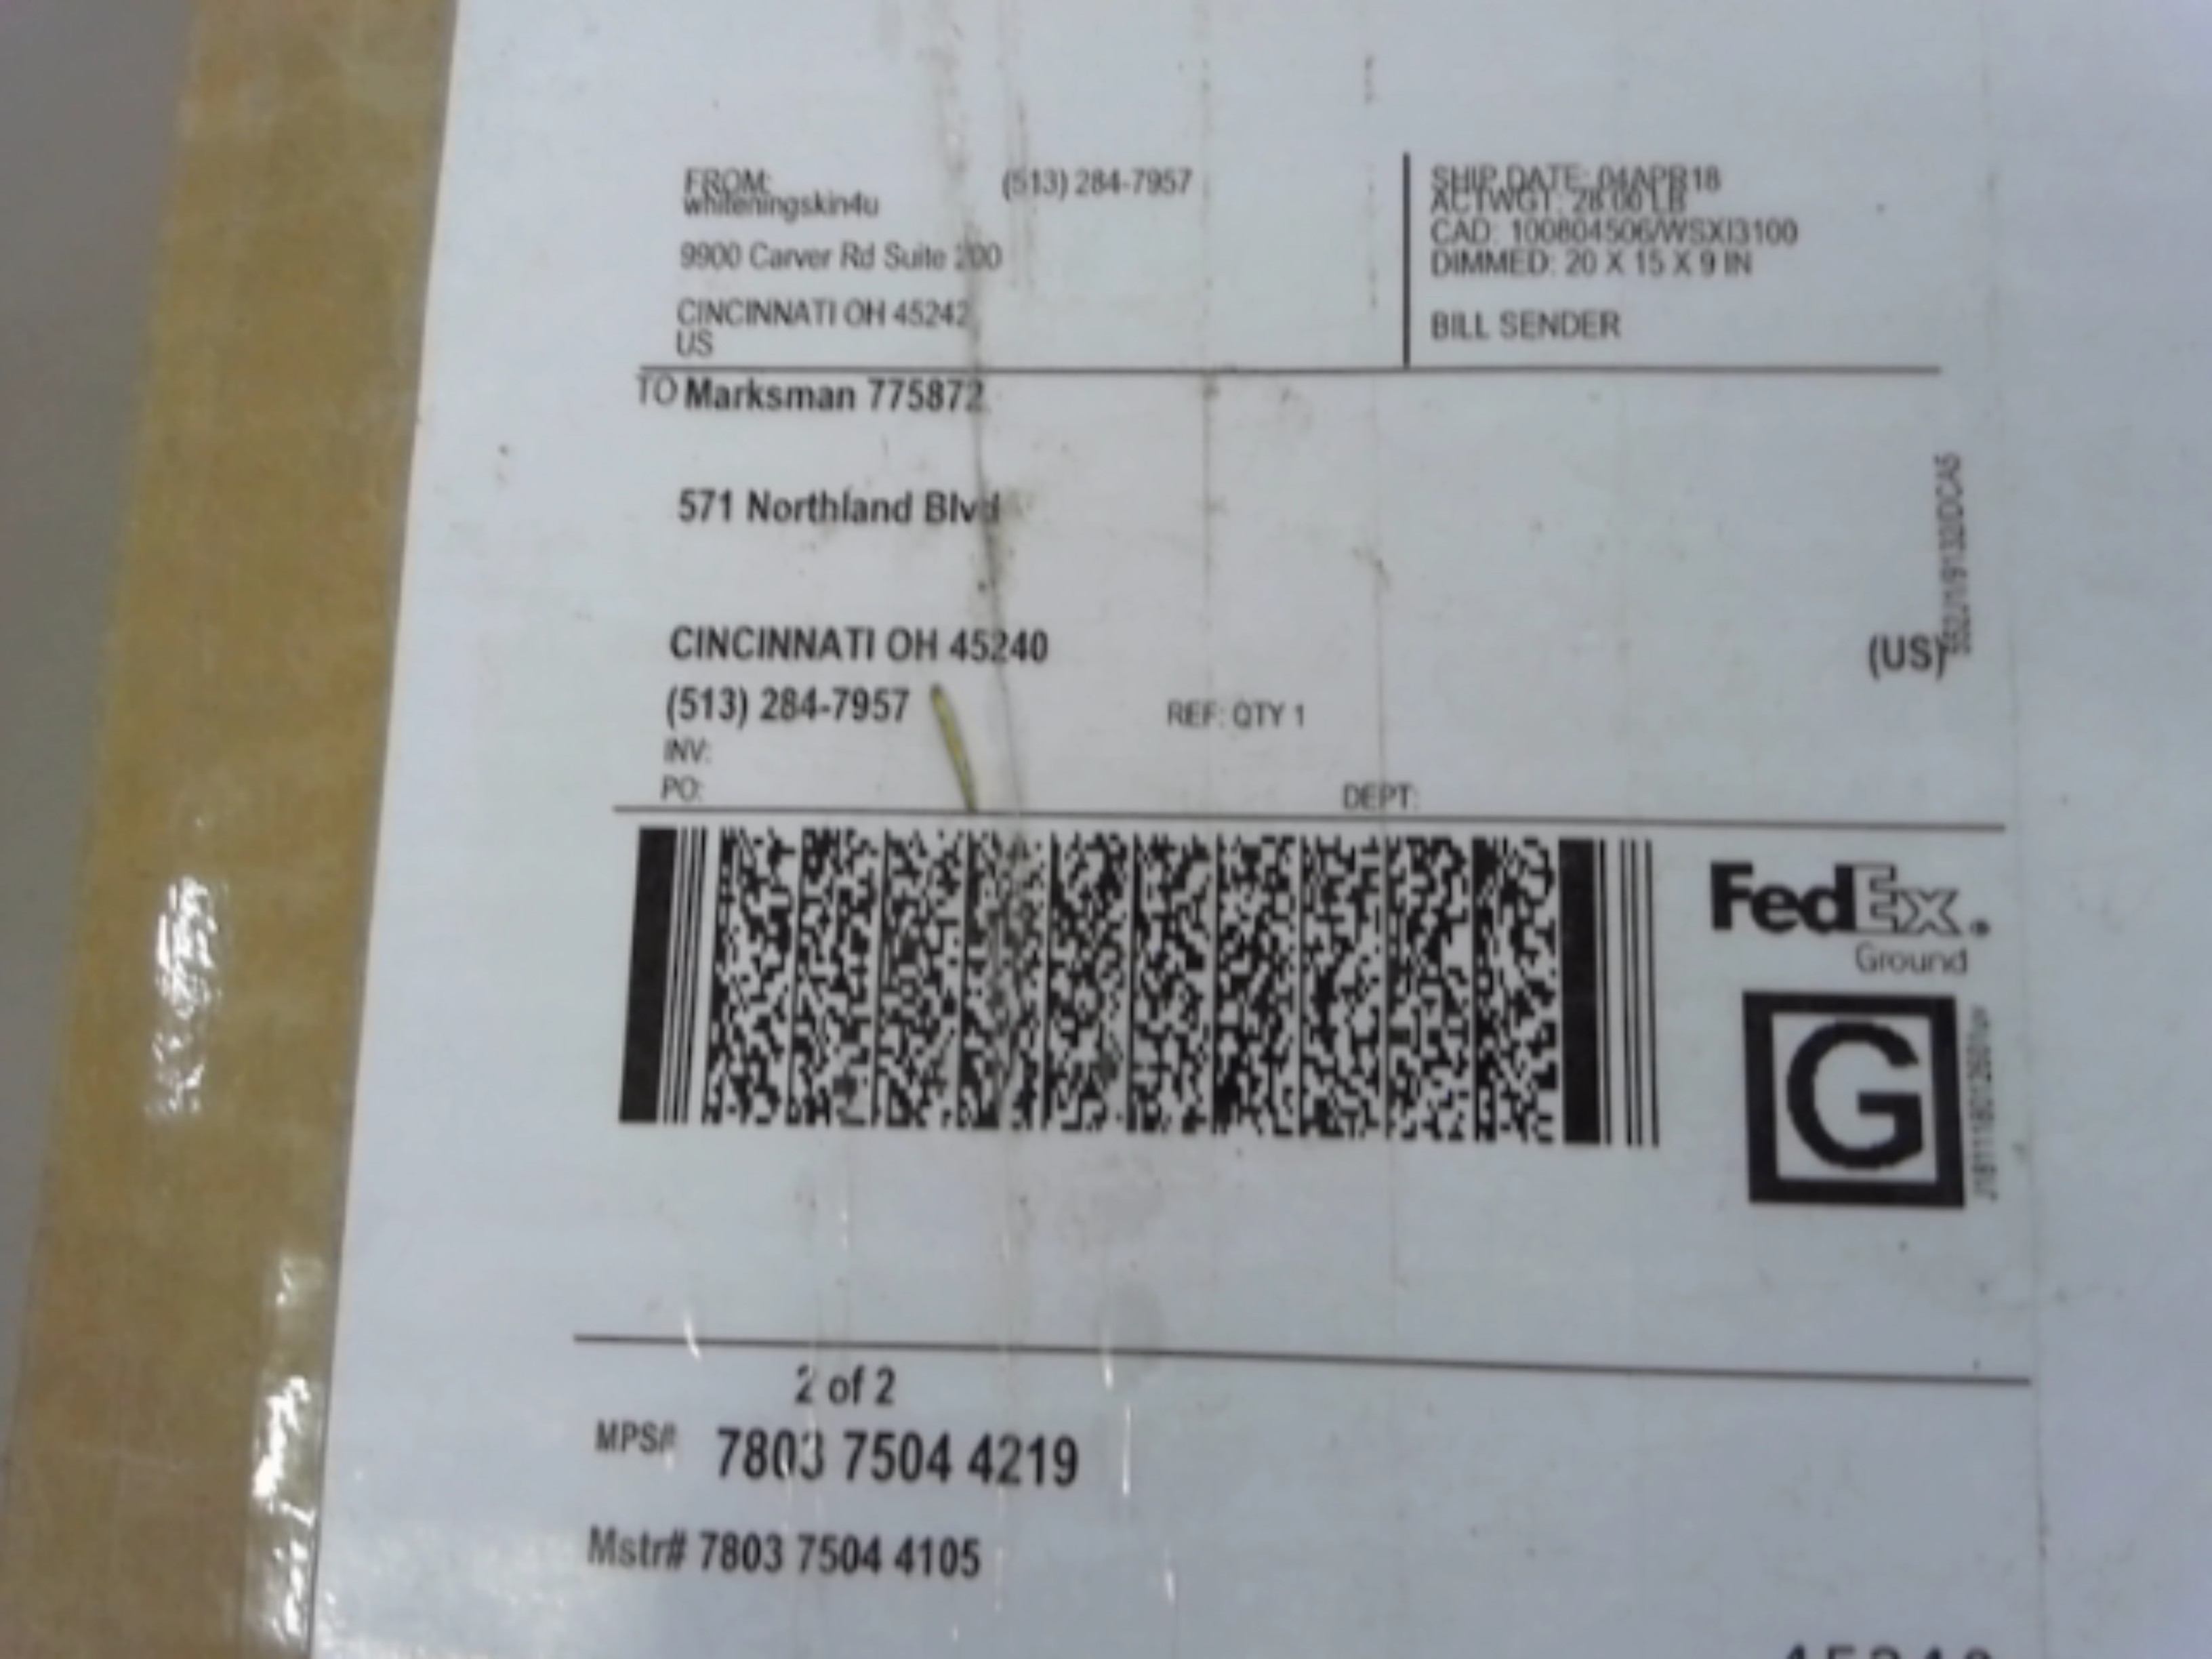 FROM: (513) 284-7957
whiteningskin4u
9900 Carver Rd Suite 200
CINCINNATI OH 45242
US
SHIP DATE: 04APR18
ACTWGT: 28.00 LB
CAD: 100804506/WSXI3100
DIMMED: 20 X 15 X 9 IN
BILL SENDER
TO Marksman 775872
571 Northland Blvd
CINCINNATI OH 45240
(US)
(513) 284-7957
REF: QTY 1
INV:
PO:
DEPT:
FedEx.
Ground
G
2 of 2
MPS# 7803 7504 4219
Mstr# 7803 7504 4105